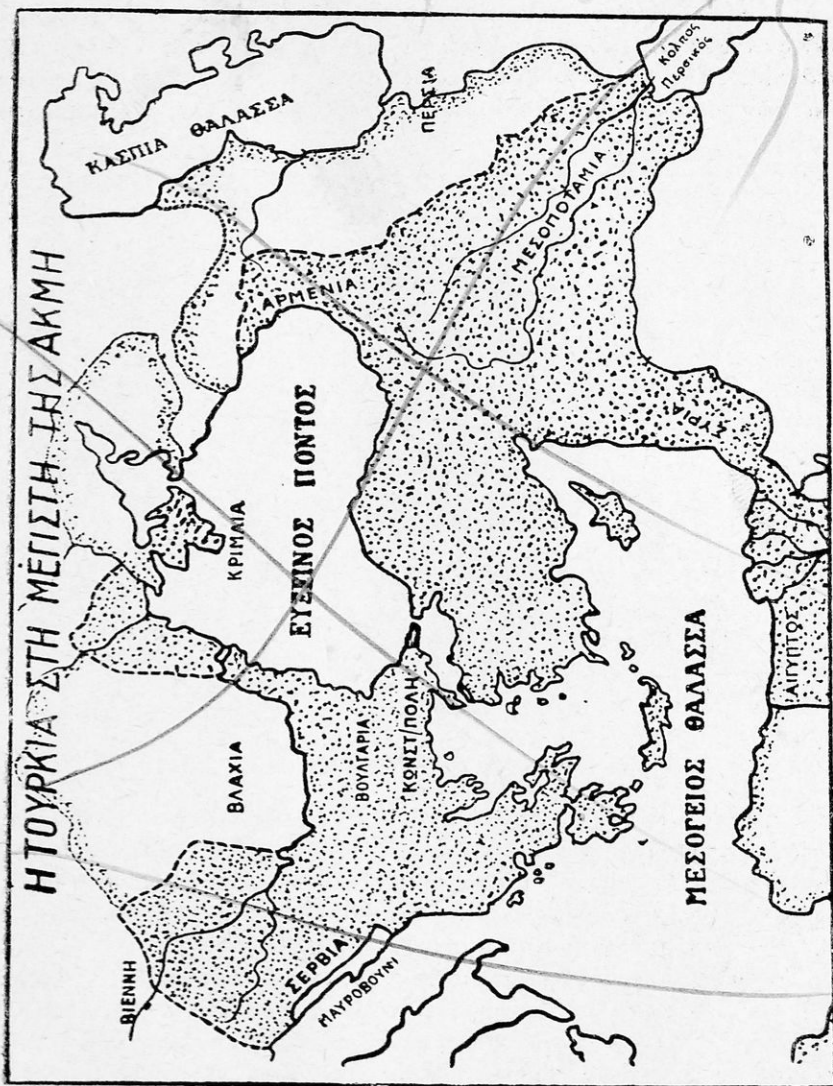 Η ΤΟΥΡΚΙΑ ΣΤΗ ΜΕΓΙΣΤΗ ΤΗΣ ΑΚΜΗ
ΒΙΕΝΝΗ
ΒΛΑΧΙΑ
ΚΡΙΜΑΙΑ
ΚΑΣΠΙΑ ΘΑΛΑΣΣΑ
ΣΕΡΒΙΑ
ΜΑΥΡΟΒΟΥΝΙ
ΒΟΥΛΓΑΡΙΑ
ΚΩΝΣΤ/ΠΟΛΗ
ΕΥΞΕΙΝΟΣ ΠΟΝΤΟΣ
ΑΡΜΕΝΙΑ
ΠΕΡΣΙΑ
ΜΕΣΟΠΟΤΑΜΙΑ
Κόλπος
Περσικός
ΣΥΡΙΑ
ΜΕΣΟΓΕΙΟΣ ΘΑΛΑΣΣΑ
ΑΙΓΥΠΤΟΣ